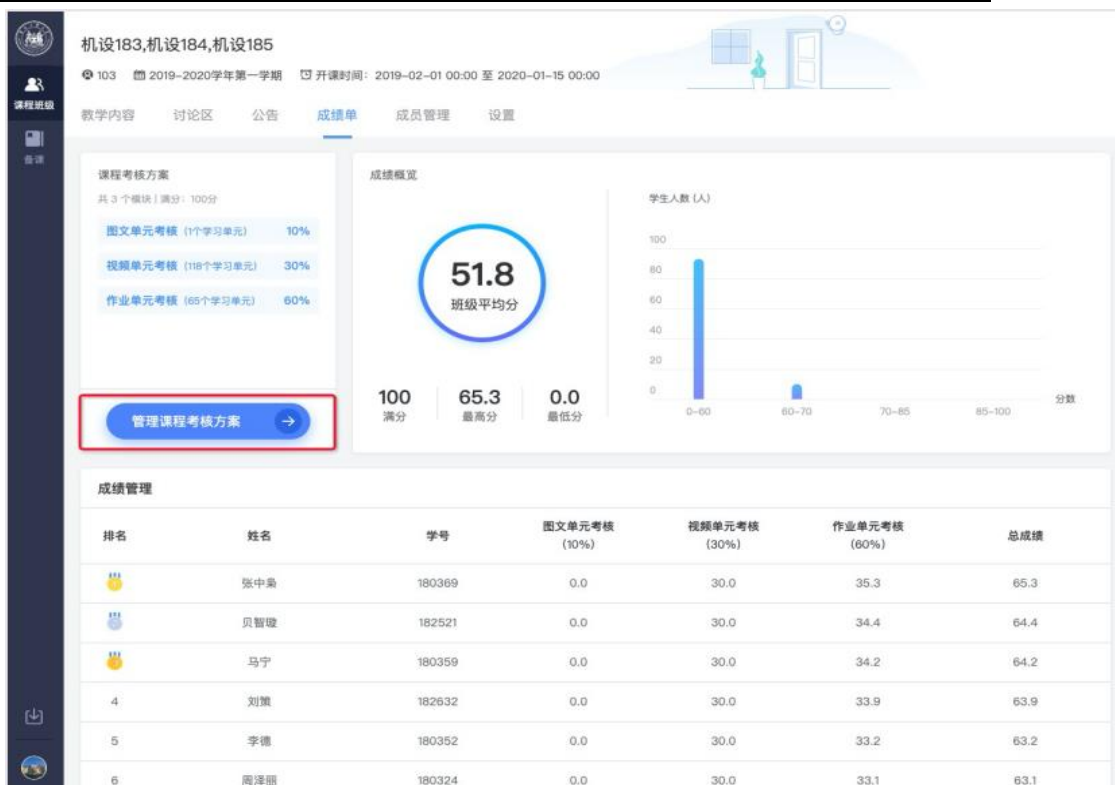 机设183,机设184,机设185
103 2019-2020学年第一学期 开课时间：2019-02-01 00:00 至 2020-01-15 00:00
课程班级
备课
教学内容 讨论区 公告 成绩单 成员管理 设置
课程考核方案
共 3 个模块 | 满分：100分
图文单元考核 (1个学习单元) 10%
视频单元考核 (118个学习单元) 30%
作业单元考核 (65个学习单元) 60%
管理课程考核方案
成绩概览
51.8
班级平均分
100 65.3 0.0
满分 最高分 最低分
学生人数 (人)
100
80
60
40
20
0
0-60 60-70 70-85 85-100 分数
成绩管理
排名 姓名 学号 图文单元考核 视频单元考核 作业单元考核 总成绩
(10%) (30%) (60%)
1 张中枭 180369 0.0 30.0 35.3 65.3
贝智璇 182521 0.0 30.0 34.4 64.4
马宁 180359 0.0 30.0 34.2 64.2
4 刘策 182632 0.0 30.0 33.9 63.9
5 李德 180352 0.0 30.0 33.2 63.2
6 周泽丽 180324 0.0 30.0 33.1 63.1